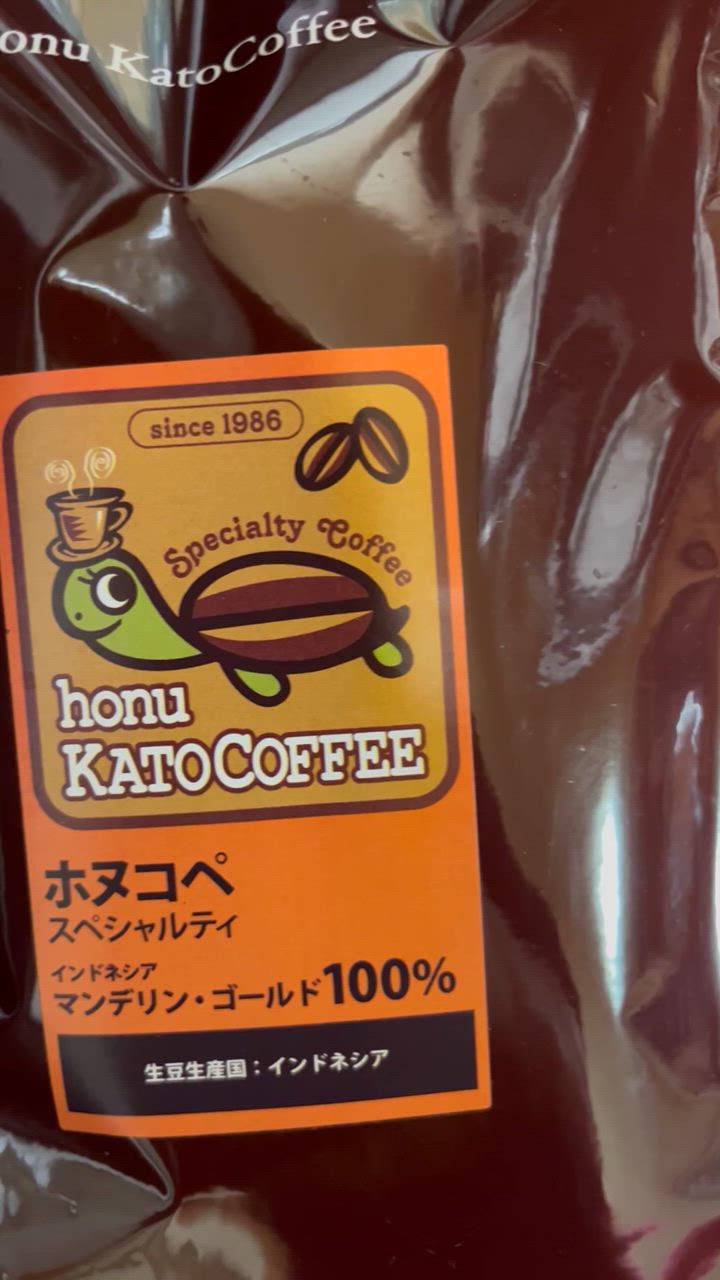 onu KatoCoffee
since 1986
Specialty Coffee
honu
KATOCOFFEE
ホヌコペ
スペシャルティ
インドネシア
マンデリン・ゴールド100%
生豆生産国：インドネシア